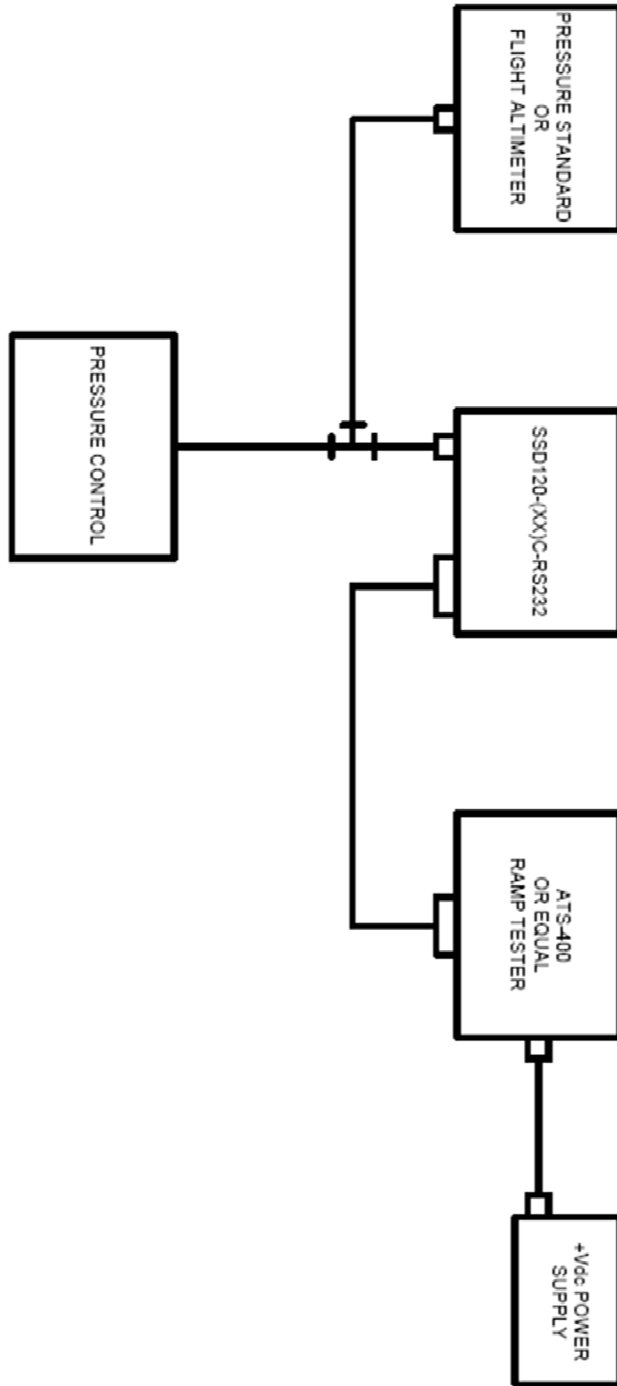 PRESSURE STANDARD
OR
FLIGHT ALTIMETER
SSD120-(XX)C-RS232
ATS-400
OR EQUAL
RAMP TESTER
+Vdc POWER
SUPPLY
PRESSURE CONTROL